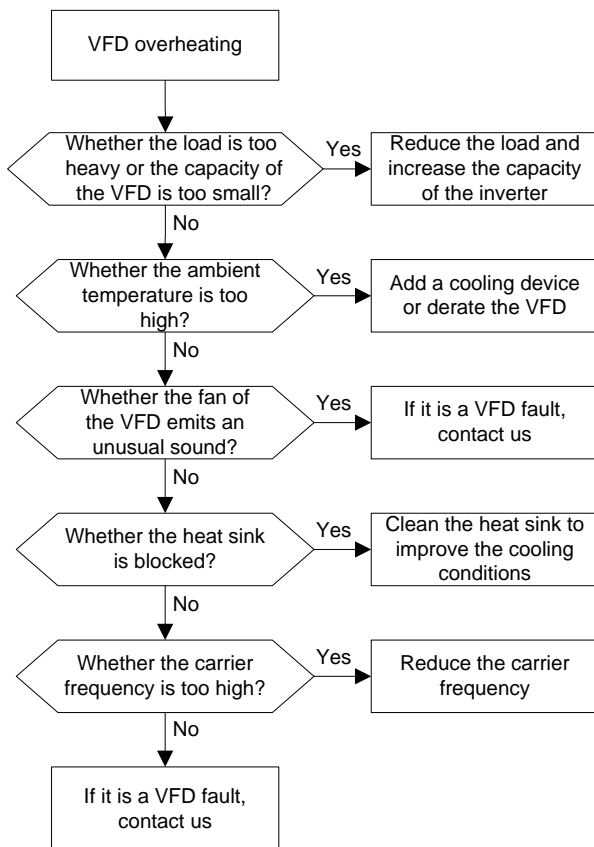 VFD overheating
Whether the load is too
heavy or the capacity of
the VFD is too small?
Yes
Reduce the load and
increase the capacity
of the inverter
No
Whether the ambient
temperature is too
high?
Yes
Add a cooling device
or derate the VFD
No
Whether the fan of
the VFD emits an
unusual sound?
Yes
If it is a VFD fault,
contact us
No
Whether the heat sink
is blocked?
Yes
Clean the heat sink to
improve the cooling
conditions
No
Whether the carrier
frequency is too high?
Yes
Reduce the carrier
frequency
No
If it is a VFD fault,
contact us